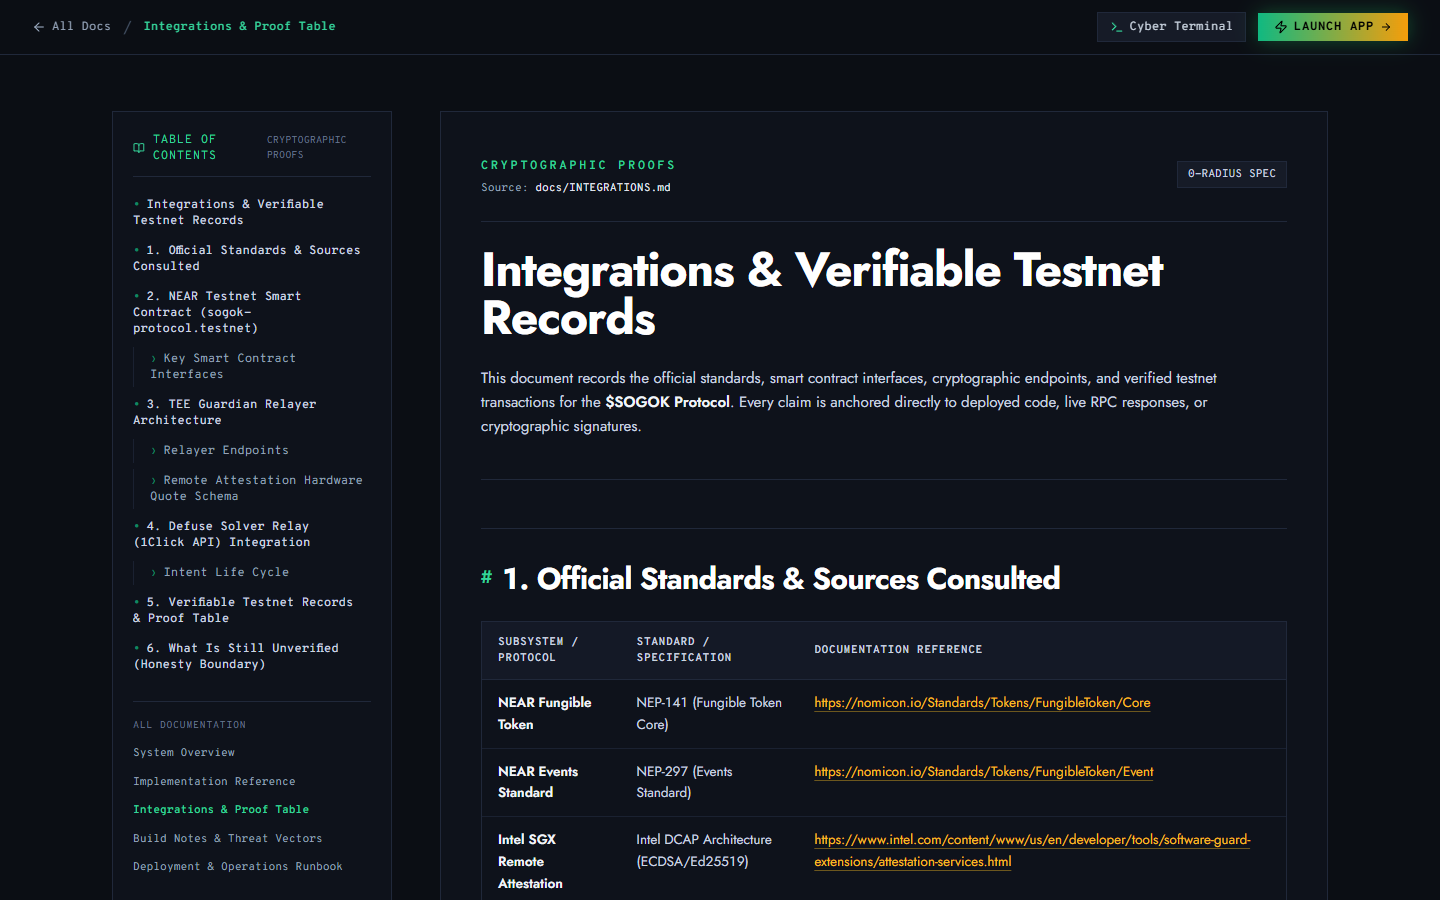 ← All Docs / Integrations & Proof Table
Cyber Terminal
LAUNCH APP →
TABLE OF
CONTENTS
CRYPTOGRAPHIC
PROOFS
• Integrations & Verifiable
Testnet Records
• 1. Official Standards & Sources
Consulted
• 2. NEAR Testnet Smart
Contract (sogok-
protocol.testnet)
› Key Smart Contract
Interfaces
• 3. TEE Guardian Relayer
Architecture
› Relayer Endpoints
› Remote Attestation Hardware
Quote Schema
• 4. Defuse Solver Relay
(1Click API) Integration
› Intent Life Cycle
• 5. Verifiable Testnet Records
& Proof Table
• 6. What Is Still Unverified
(Honesty Boundary)
ALL DOCUMENTATION
System Overview
Implementation Reference
Integrations & Proof Table
Build Notes & Threat Vectors
Deployment & Operations Runbook
CRYPTOGRAPHIC PROOFS
Source: docs/INTEGRATIONS.md
0-RADIUS SPEC
Integrations & Verifiable Testnet
Records
This document records the official standards, smart contract interfaces, cryptographic endpoints, and verified testnet
transactions for the $SOGOK Protocol. Every claim is anchored directly to deployed code, live RPC responses, or
cryptographic signatures.
# 1. Official Standards & Sources Consulted
SUBSYSTEM /
PROTOCOL
STANDARD /
SPECIFICATION
DOCUMENTATION REFERENCE
NEAR Fungible
Token
NEP-141 (Fungible Token
Core)
https://nomicon.io/Standards/Tokens/FungibleToken/Core
NEAR Events
Standard
NEP-297 (Events
Standard)
https://nomicon.io/Standards/Tokens/FungibleToken/Event
Intel SGX
Remote
Attestation
Intel DCAP Architecture
(ECDSA/Ed25519)
https://www.intel.com/content/www/us/en/developer/tools/software-guard-
extensions/attestation-services.html